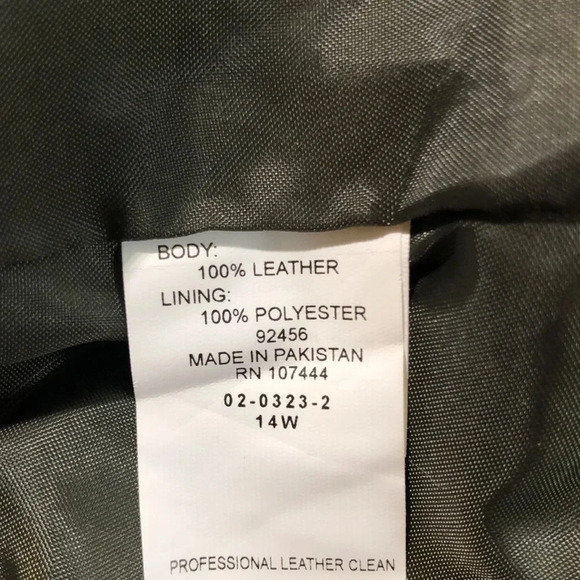 BODY:
100% LEATHER
LINING:
100% POLYESTER
92456
MADE IN PAKISTAN
RN 107444
02-0323-2
14W
PROFESSIONAL LEATHER CLEAN